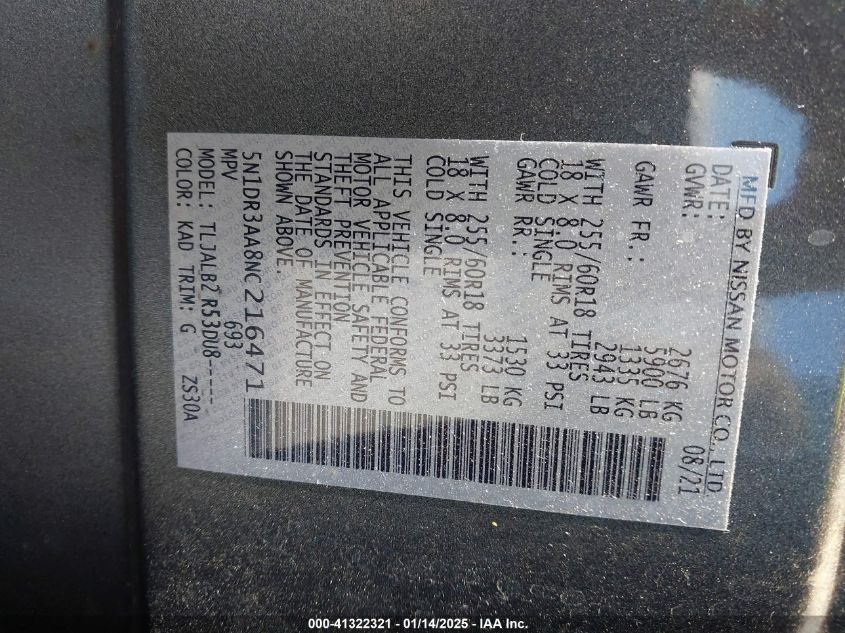 MFD BY NISSAN MOTOR CO., LTD
DATE: 08/21
GVWR: 2676 KG
5900 LB
GAWR FR: 1335 KG
2943 LB
WITH 255/60R18 TIRES
18 X 8.0 RIMS AT 33 PSI
COLD SINGLE
GAWR RR.: 1530 KG
3373 LB
WITH 255/60R18 TIRES
18 X 8.0 RIMS AT 33 PSI
COLD SINGLE
THIS VEHICLE CONFORMS TO
ALL APPLICABLE FEDERAL
MOTOR VEHICLE SAFETY AND
THEFT PREVENTION
STANDARDS IN EFFECT ON
THE DATE OF MANUFACTURE
SHOWN ABOVE.
5N1DR3AA8NC216471
MPV 693
MODEL: TLJALBZ R53DU8-----
COLOR: KAD TRIM: G ZS30A
000-41322321 - 01/14/2025 - IAA Inc.